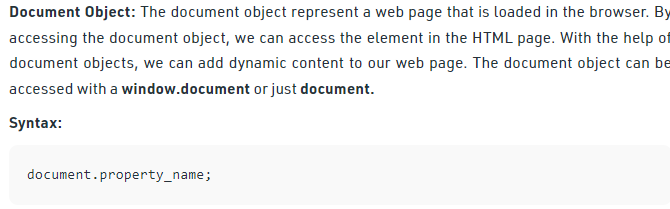 Document Object: The document object represent a web page that is loaded in the browser. By
accessing the document object, we can access the element in the HTML page. With the help of
document objects, we can add dynamic content to our web page. The document object can be
accessed with a window.document or just document.
Syntax:
document.property_name;